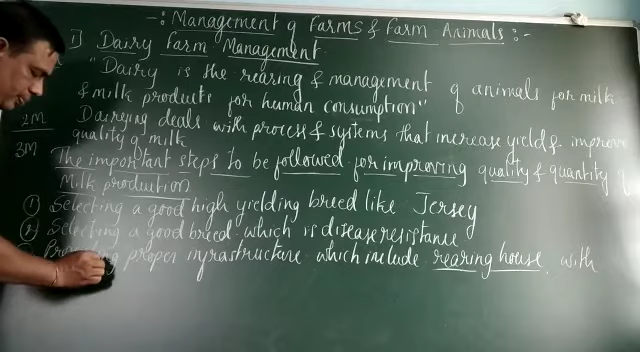 -: Management of Farms & Farm Animals :-
1) Dairy Farm Management.
"Dairy is the rearing & management of animals for milk
& milk products for human consumption"
2M Dairying deals with process & systems that increase yield & improve
3M quality of milk
The important steps to be followed for improving quality & quantity of
Milk production
① Selecting a good high yielding breed like Jersey
② Selecting a good breed which is disease resistance
proper infrastructure which include rearing house, with